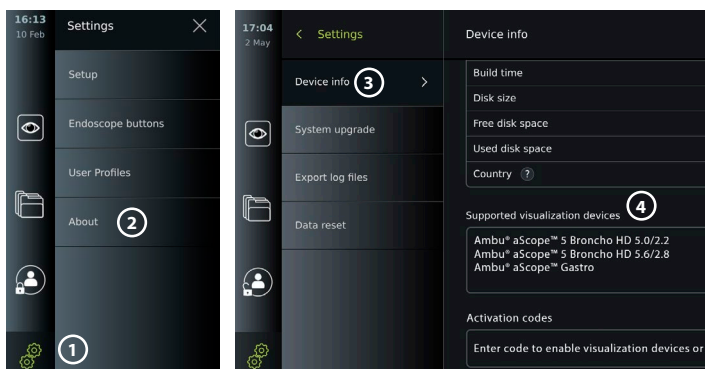 16:13
10 Feb
Settings
Setup
Endoscope buttons
User Profiles
About
2
1
17:04
2 May
Settings
Device info
3
System upgrade
Export log files
Data reset
Device info
Build time
Disk size
Free disk space
Used disk space
Country ?
Supported visualization devices
4
Ambu® aScope™ 5 Broncho HD 5.0/2.2
Ambu® aScope™ 5 Broncho HD 5.6/2.8
Ambu® aScope™ Gastro
Activation codes
Enter code to enable visualization devices or